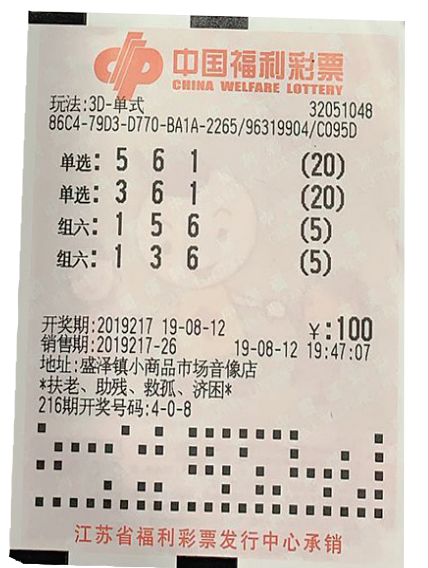 中国福利彩票
CHINA WELFARE LOTTERY
玩法:3D-单式 32051048
86C4-79D3-D770-BA1A-2265/96319904/C095D
单选: 5 6 1 (20)
单选: 3 6 1 (20)
组六: 1 5 6 (5)
组六: 1 3 6 (5)
开奖期:2019217 19-08-12 ¥:100
销售期:2019217-26 19-08-12 19:47:07
地址:盛泽镇小商品市场音像店
*扶老、助残、救孤、济困*
216期开奖号码:4-0-8
江苏省福利彩票发行中心承销